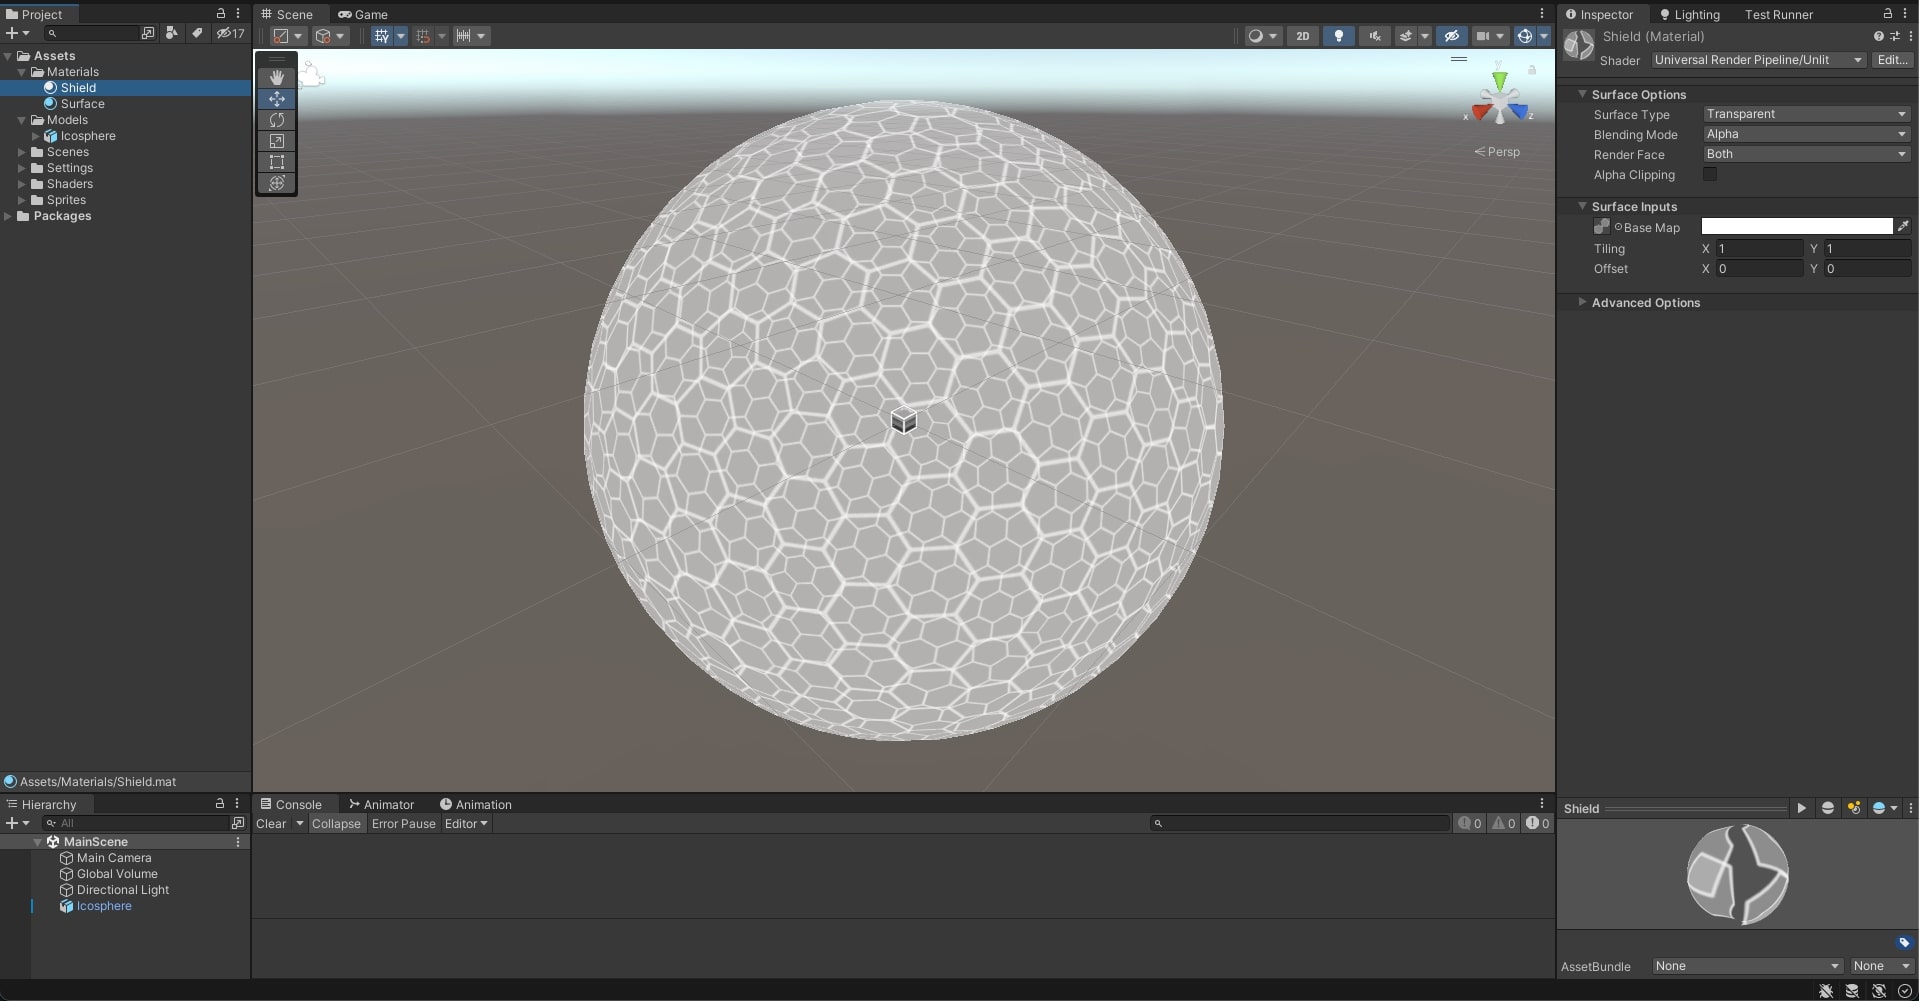 Project
17
Assets
Materials
Shield
Surface
Models
Icosphere
Scenes
Settings
Shaders
Sprites
Packages
Assets/Materials/Shield.mat
Hierarchy
All
MainScene
Main Camera
Global Volume
Directional Light
Icosphere
Scene Game
2D
y
x z
Persp
Console Animator Animation
Clear Collapse Error Pause Editor
0 0 0
Inspector Lighting Test Runner
Shield (Material)
Shader Universal Render Pipeline/Unlit Edit...
Surface Options
Surface Type Transparent
Blending Mode Alpha
Render Face Both
Alpha Clipping
Surface Inputs
Base Map
Tiling X 1 Y 1
Offset X 0 Y 0
Advanced Options
Shield
AssetBundle None None